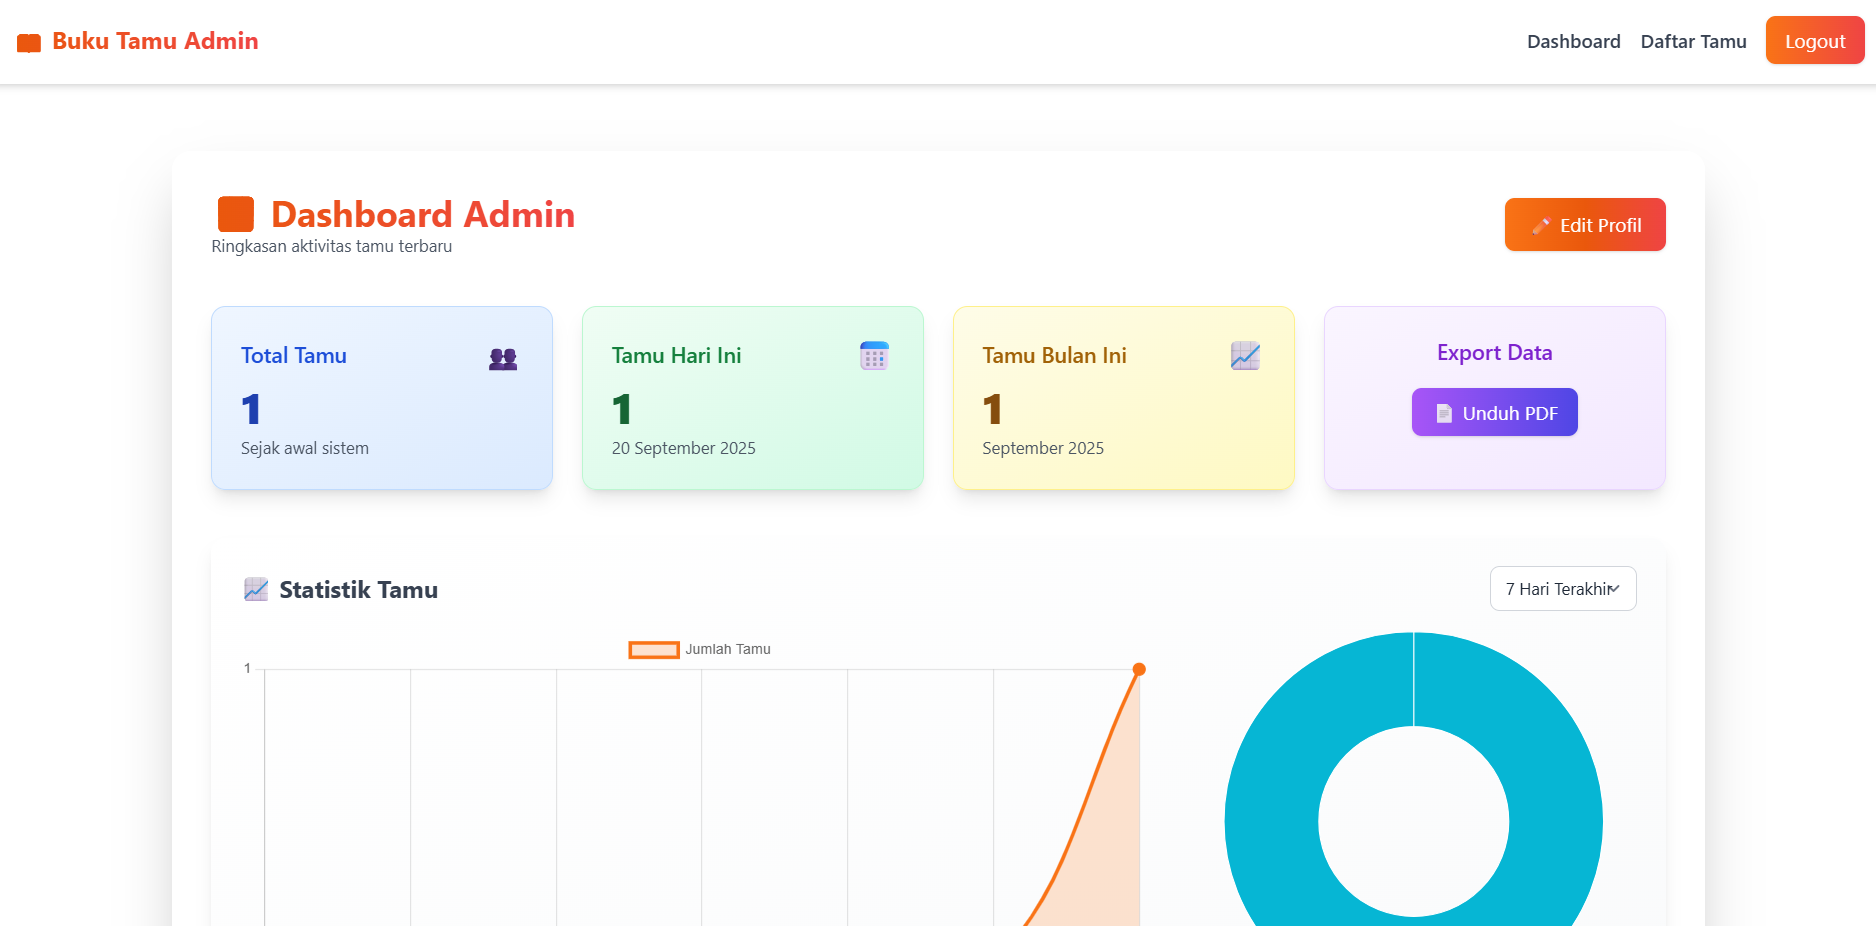 Buku Tamu Admin
Dashboard Daftar Tamu Logout
Dashboard Admin
Ringkasan aktivitas tamu terbaru
Edit Profil
Total Tamu
1
Sejak awal sistem
Tamu Hari Ini
1
20 September 2025
Tamu Bulan Ini
1
September 2025
Export Data
Unduh PDF
Statistik Tamu
7 Hari Terakhir
Jumlah Tamu
1